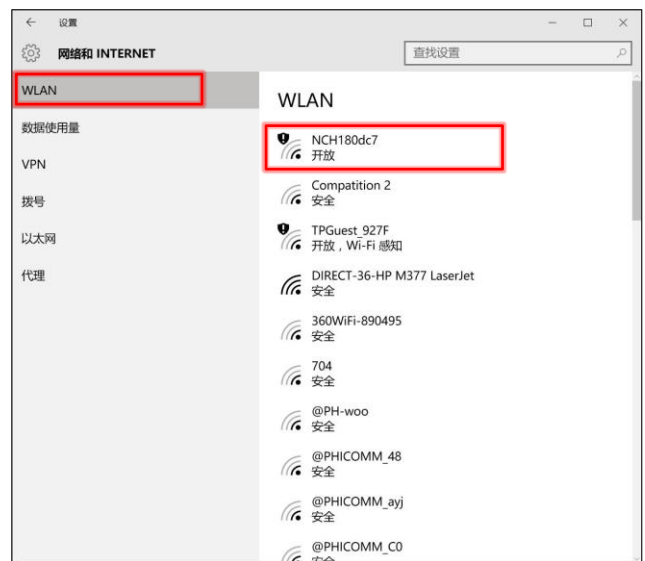 设置
网络和 INTERNET
查找设置
WLAN
数据使用量
VPN
拨号
以太网
代理
WLAN
NCH180dc7
开放
Compatition 2
安全
TPGuest_927F
开放，Wi-Fi 感知
DIRECT-36-HP M377 LaserJet
安全
360WiFi-890495
安全
704
安全
@PH-woo
安全
@PHICOMM_48
安全
@PHICOMM_ayj
安全
@PHICOMM_C0